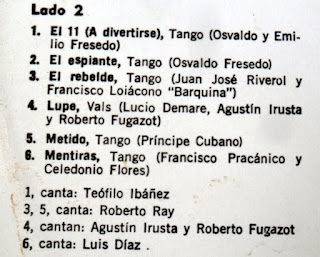 Lado 2
1. El 11 (A divertirse), Tango (Osvaldo y Emi-
lio Fresedo)
2. El espiante, Tango (Osvaldo Fresedo)
3. El rebelde, Tango (Juan José Riverol y
Francisco Loiácono "Barquina")
4. Lupe, Vals (Lucio Demare, Agustín Irusta
y Roberto Fugazot)
5. Metido, Tango (Príncipe Cubano)
6. Mentiras, Tango (Francisco Pracánico y
Celedonio Flores)
1, canta: Teófilo Ibáñez
3, 5, canta: Roberto Ray
4, cantan: Agustín Irusta y Roberto Fugazot
6, canta: Luis Díaz .